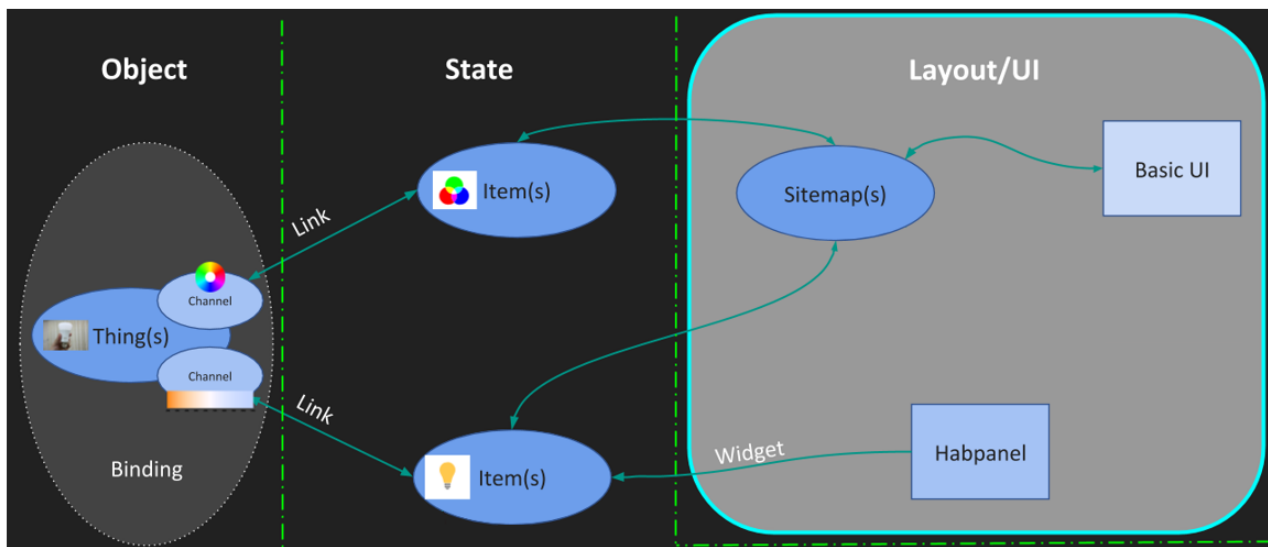 Object
State
Layout/UI
Item(s)
Sitemap(s)
Basic UI
Link
Channel
Thing(s)
Channel
Link
Binding
Item(s)
Widget
Habpanel